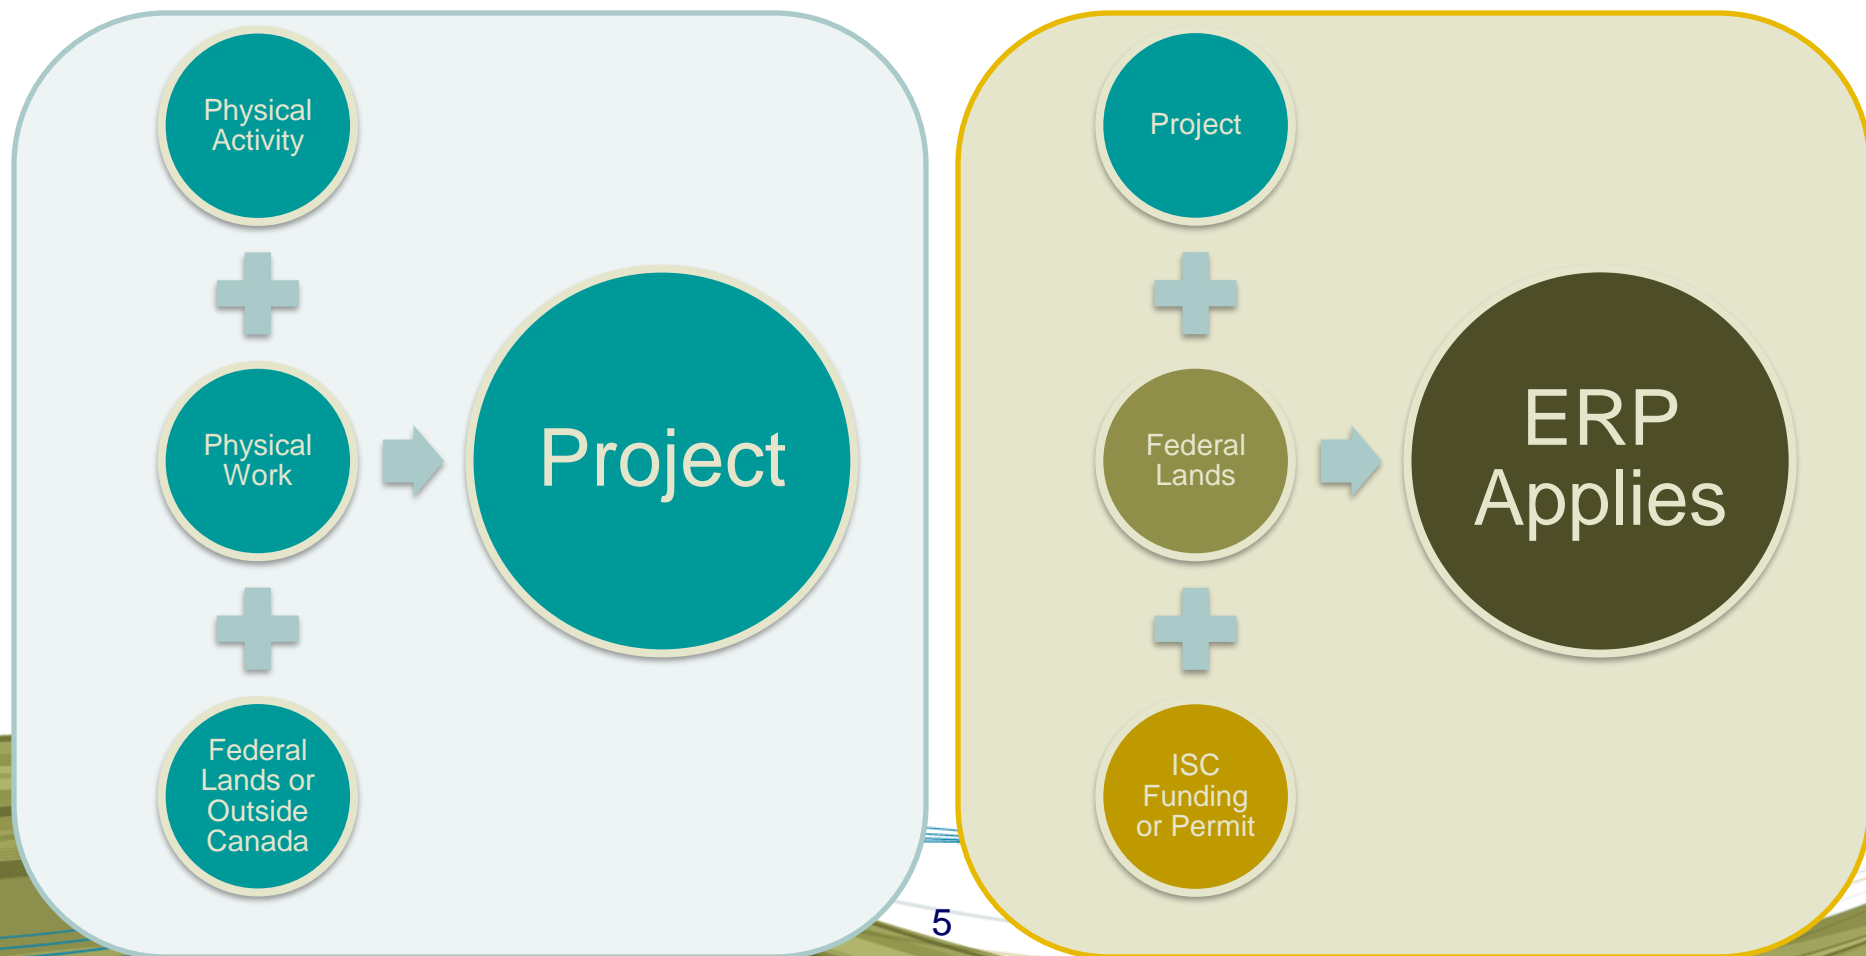 Physical
Activity
Physical
Work
Federal
Lands or
Outside
Canada
Project
Project
Federal
Lands
ISC
Funding
or Permit
ERP
Applies
5